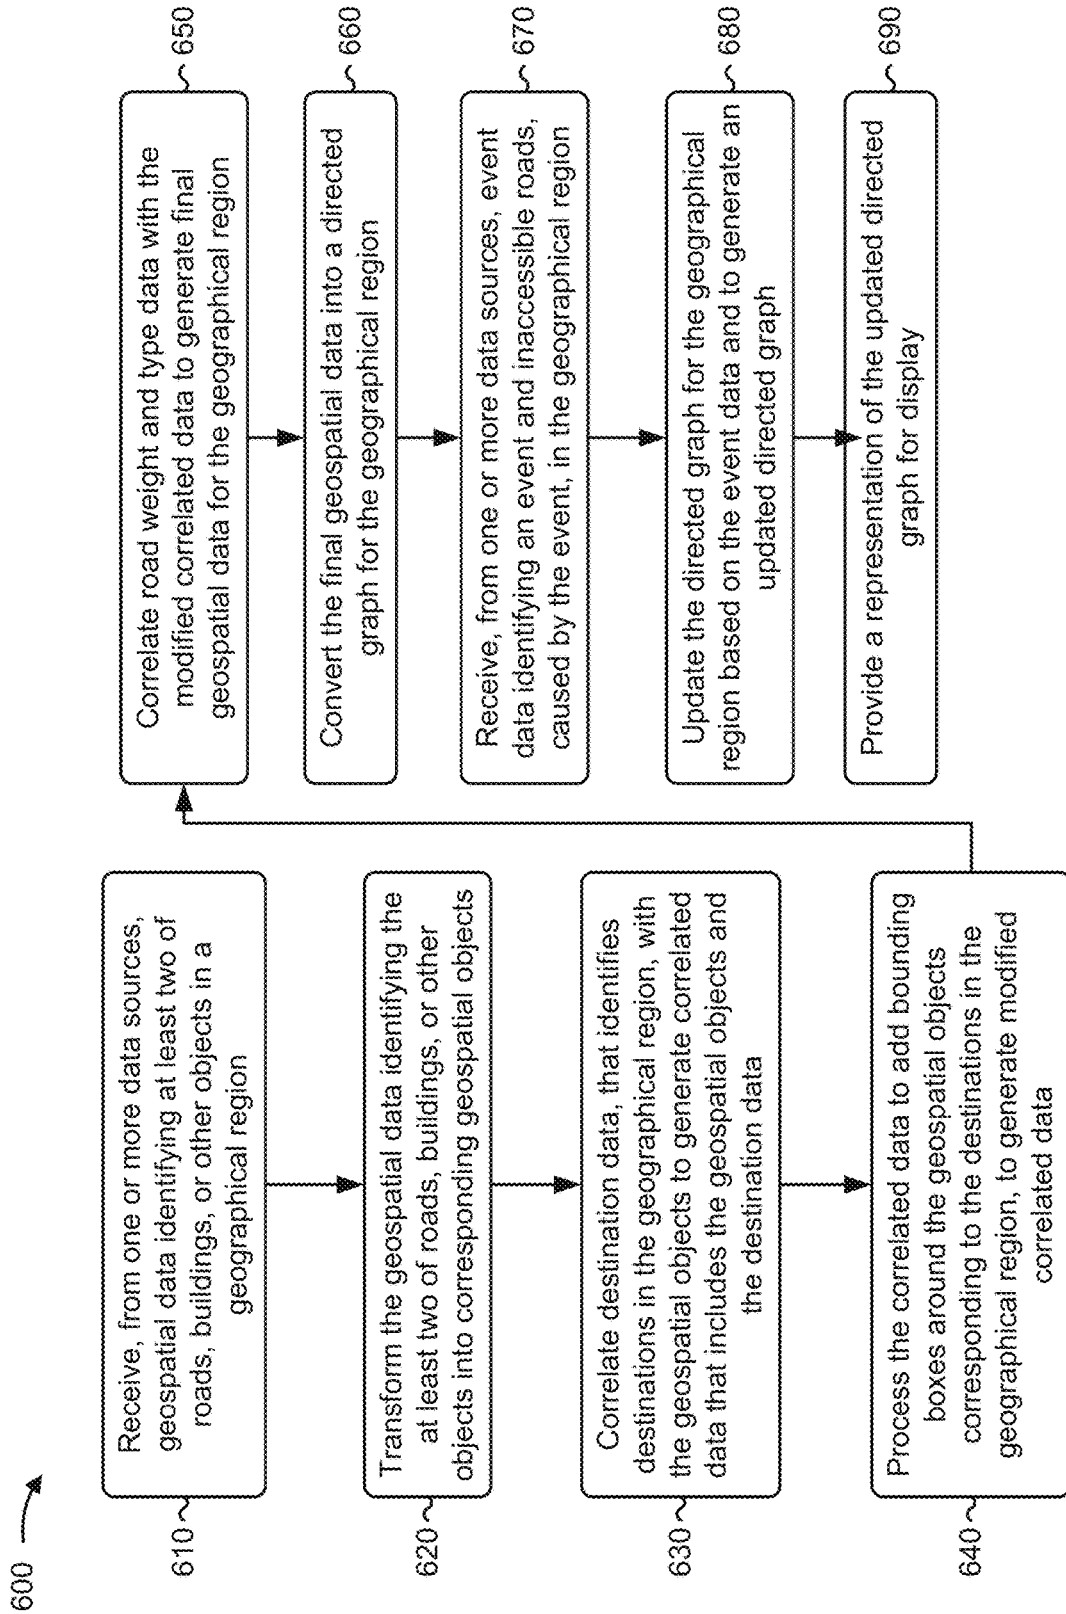 600
610
Receive, from one or more data sources,
geospatial data identifying at least two of
roads, buildings, or other objects in a
geographical region
620
Transform the geospatial data identifying the
at least two of roads, buildings, or other
objects into corresponding geospatial objects
630
Correlate destination data, that identifies
destinations in the geographical region, with
the geospatial objects to generate correlated
data that includes the geospatial objects and
the destination data
640
Process the correlated data to add bounding
boxes around the geospatial objects
corresponding to the destinations in the
geographical region, to generate modified
correlated data
Correlate road weight and type data with the
modified correlated data to generate final
geospatial data for the geographical region
650
Convert the final geospatial data into a directed
graph for the geographical region
660
Receive, from one or more data sources, event
data identifying an event and inaccessible roads,
caused by the event, in the geographical region
670
Update the directed graph for the geographical
region based on the event data and to generate an
updated directed graph
680
Provide a representation of the updated directed
graph for display
690